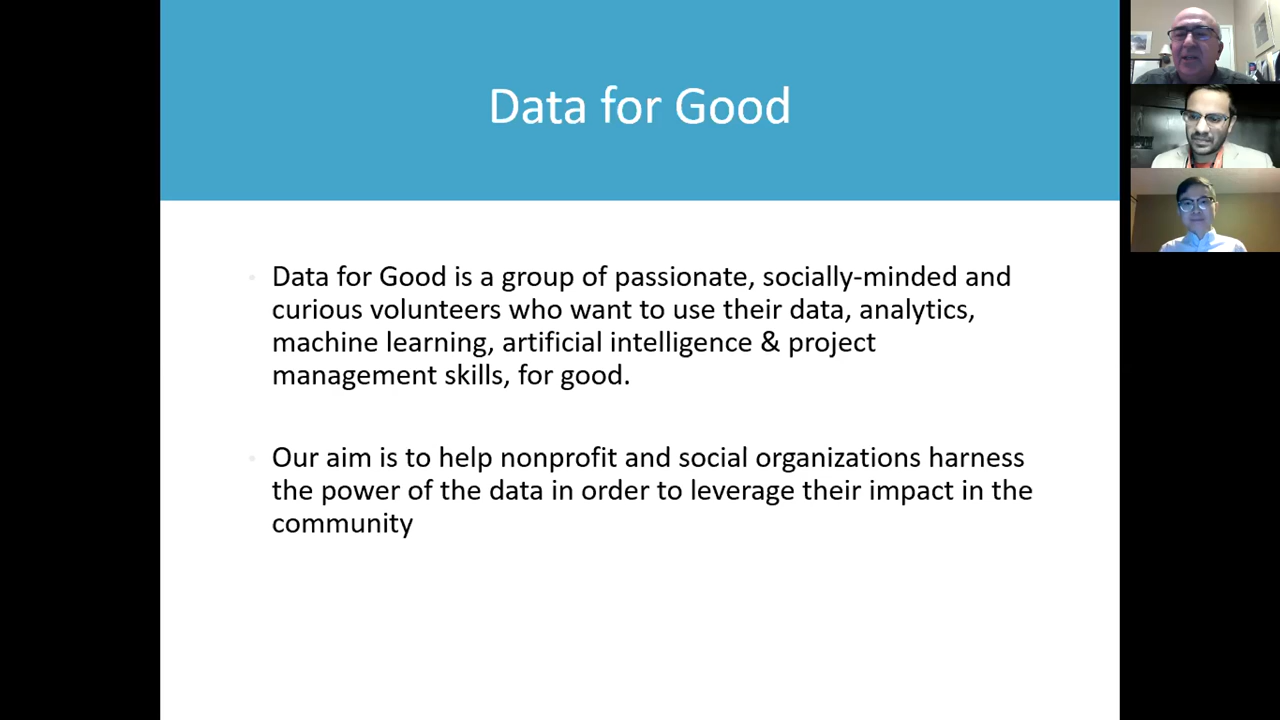 Data for Good
Data for Good is a group of passionate, socially-minded and
curious volunteers who want to use their data, analytics,
machine learning, artificial intelligence & project
management skills, for good.
Our aim is to help nonprofit and social organizations harness
the power of the data in order to leverage their impact in the
community